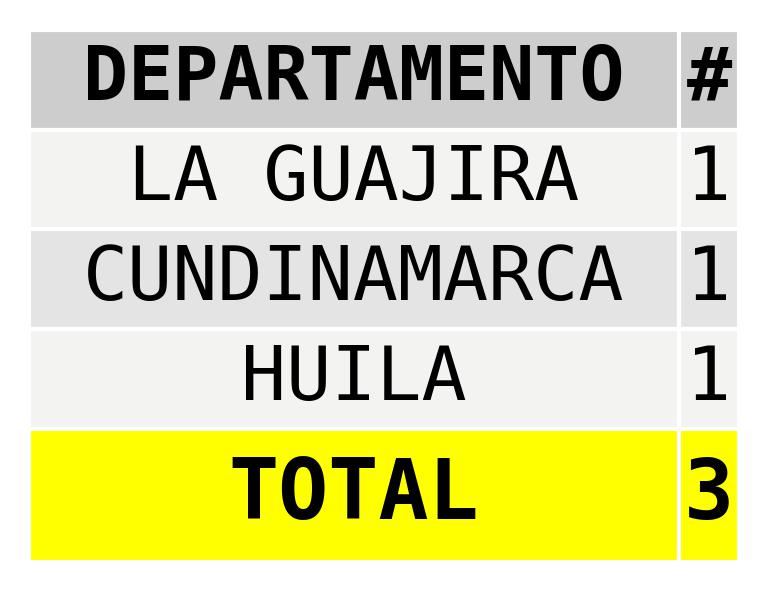 DEPARTAMENTO #
LA GUAJIRA 1
CUNDINAMARCA 1
HUILA 1
TOTAL 3